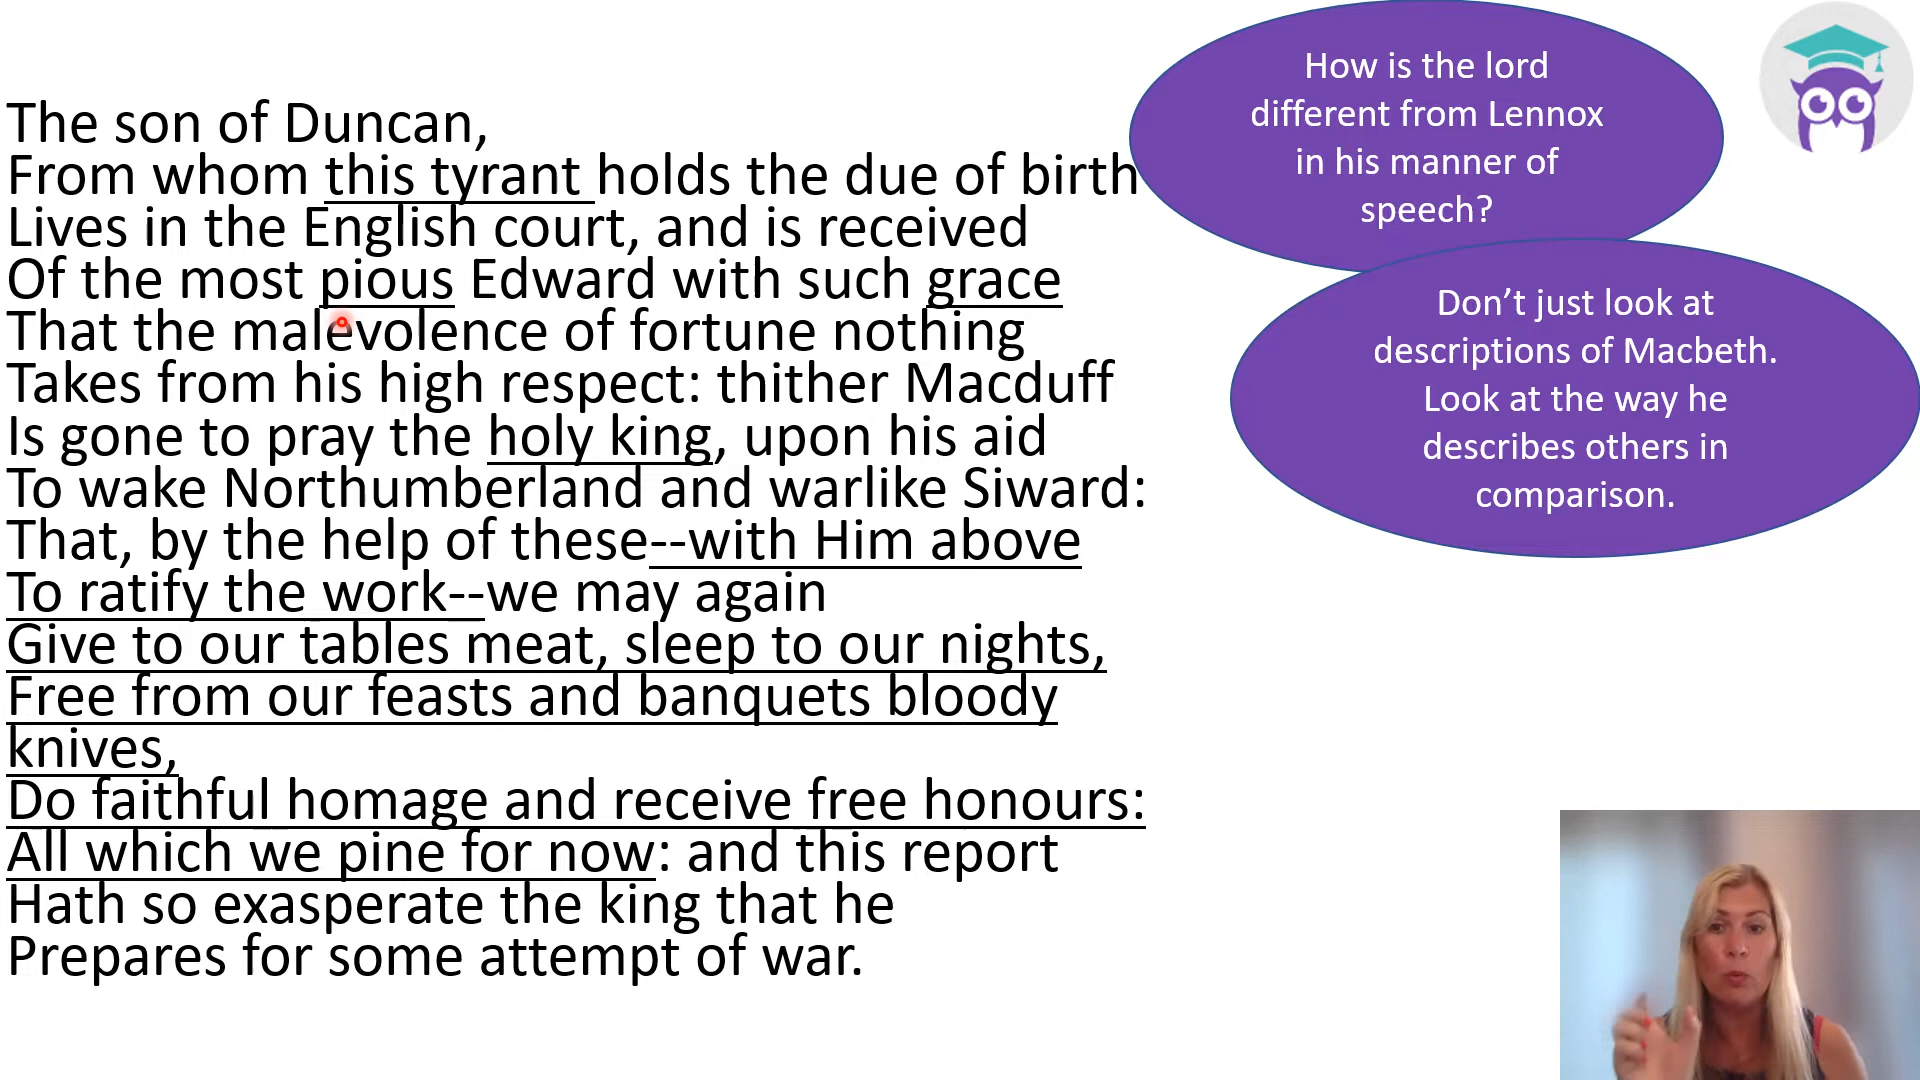 The son of Duncan,
From whom this tyrant holds the due of birth
Lives in the English court, and is received
Of the most pious Edward with such grace
That the malevolence of fortune nothing
Takes from his high respect: thither Macduff
Is gone to pray the holy king, upon his aid
To wake Northumberland and warlike Siward:
That, by the help of these--with Him above
To ratify the work--we may again
Give to our tables meat, sleep to our nights,
Free from our feasts and banquets bloody
knives,
Do faithful homage and receive free honours:
All which we pine for now: and this report
Hath so exasperate the king that he
Prepares for some attempt of war.
How is the lord
different from Lennox
in his manner of
speech?
Don’t just look at
descriptions of Macbeth.
Look at the way he
describes others in
comparison.